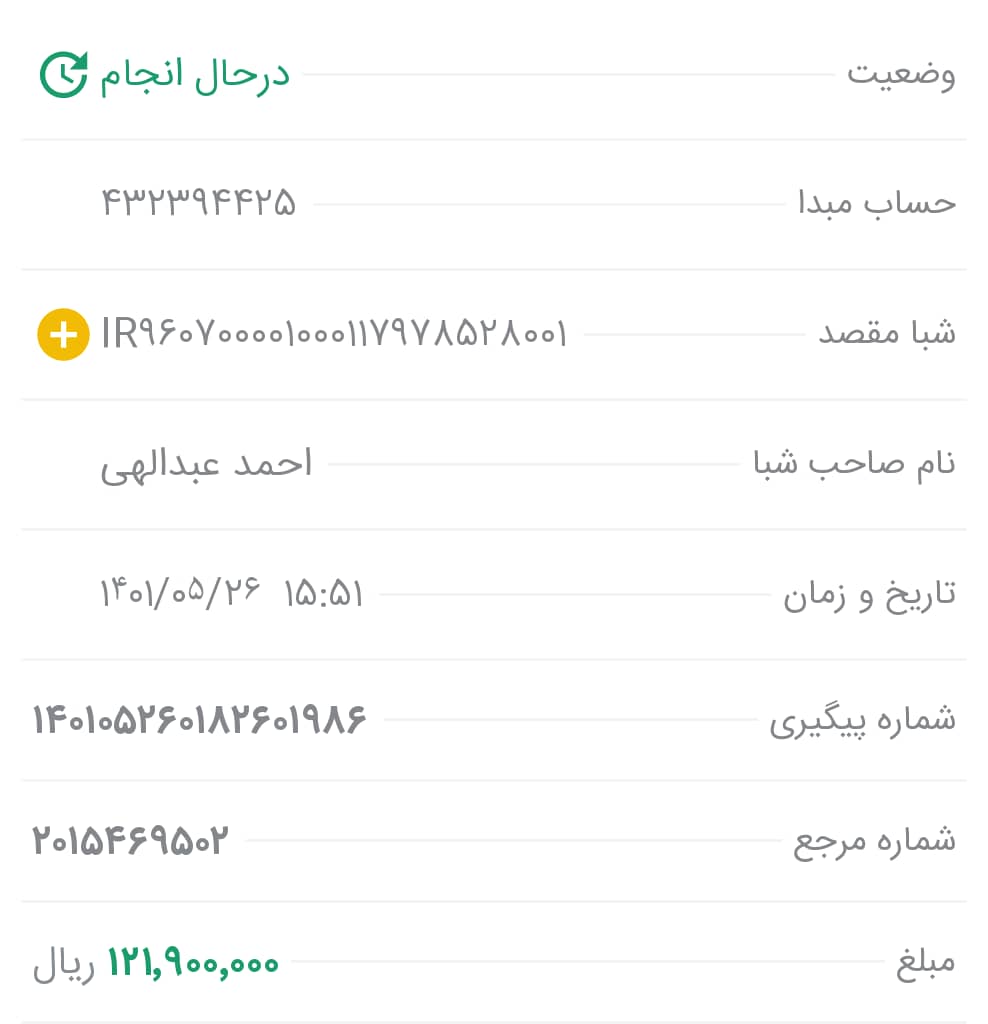 وضعیت درحال انجام
حساب مبدا ۴۳۲۳۹۴۴۲۵
شبا مقصد IR۹۶۰۷۰۰۰۰۱۰۰۰۱۱۷۹۷۸۵۲۸۰۰۱
نام صاحب شبا احمد عبدالهی
تاریخ و زمان ۱۴۰۱/۰۵/۲۶ ۱۵:۵۱
شماره پیگیری ۱۴۰۱۰۵۲۶۰۱۸۲۶۰۱۹۸۶
شماره مرجع ۲۰۱۵۴۶۹۵۰۲
مبلغ ۱۲۱,۹۰۰,۰۰۰ ریال